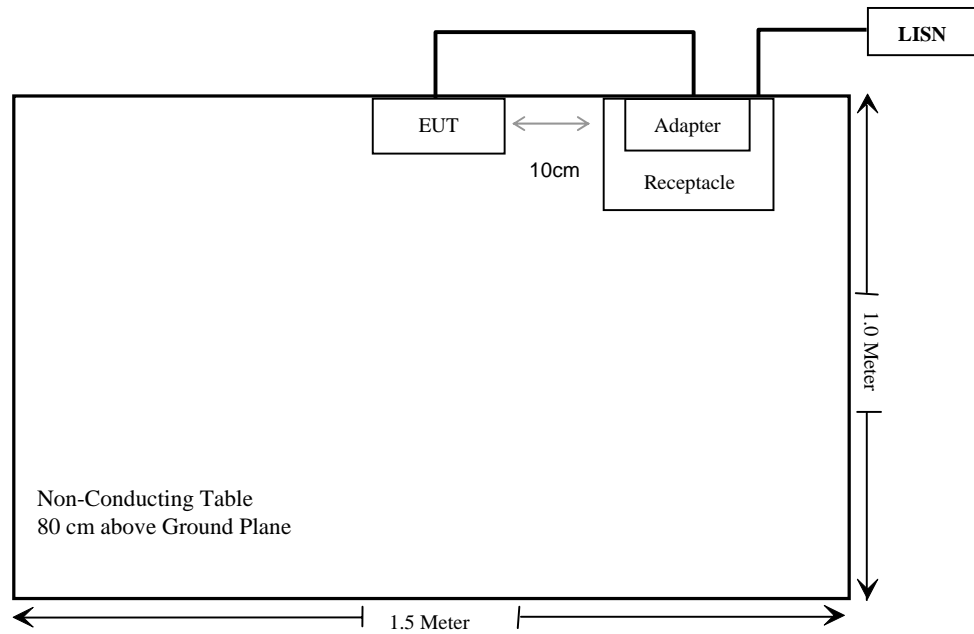 LISN
EUT
Adapter
10cm
Receptacle
1.0 Meter
Non-Conducting Table
80 cm above Ground Plane
1.5 Meter